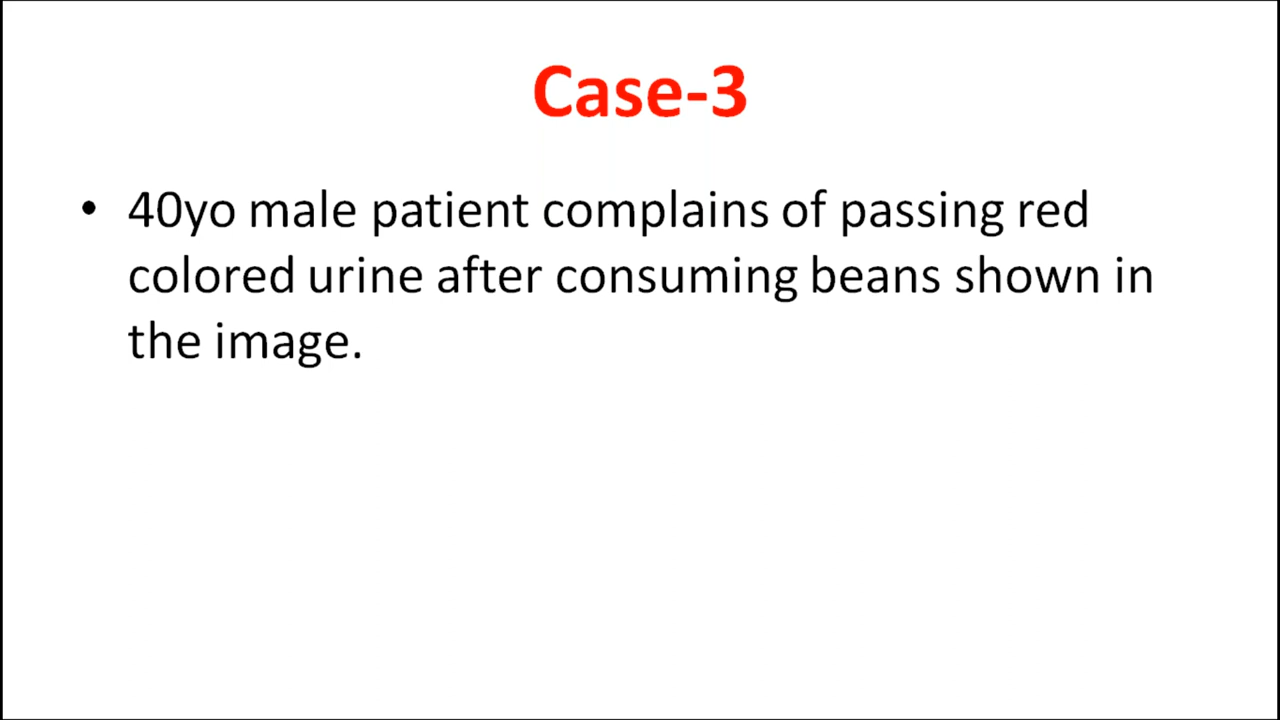 Case-3
• 40yo male patient complains of passing red
colored urine after consuming beans shown in
the image.